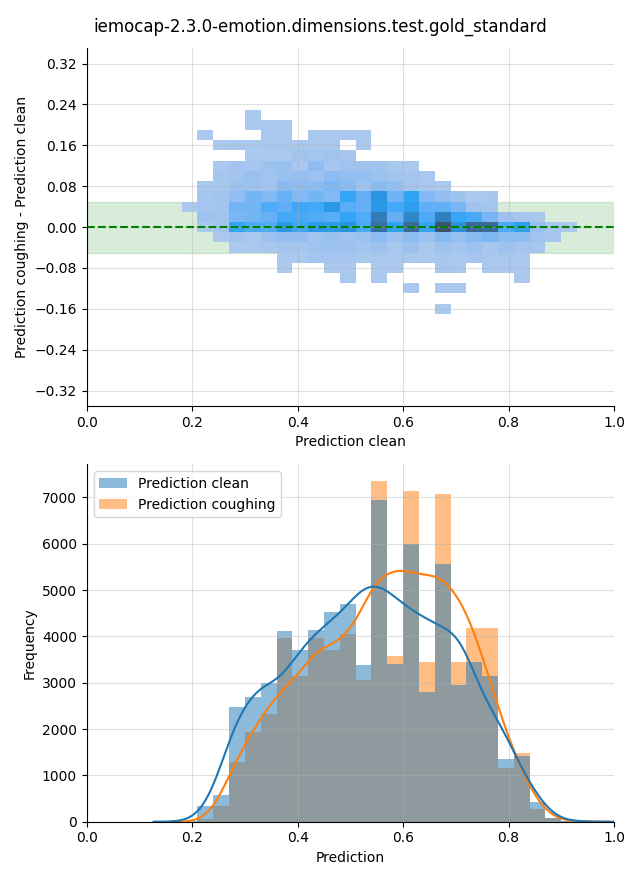 iemocap-2.3.0-emotion.dimensions.test.gold_standard
Prediction coughing - Prediction clean
0.32
0.24
0.16
0.08
0.00
−0.08
−0.16
−0.24
−0.32
0.0 0.2 0.4 0.6 0.8 1.0
Prediction clean
Prediction clean
Prediction coughing
Frequency
7000
6000
5000
4000
3000
2000
1000
0
0.0 0.2 0.4 0.6 0.8 1.0
Prediction